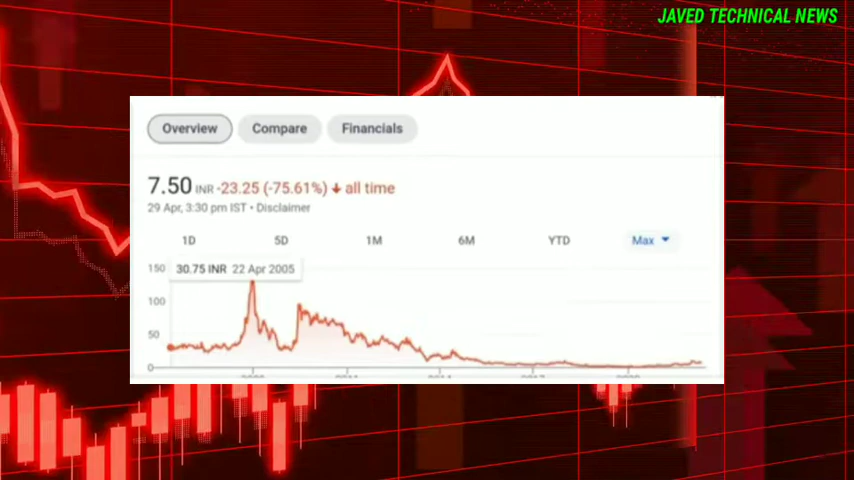 JAVED TECHNICAL NEWS
Overview Compare Financials
7.50 INR -23.25 (-75.61%) ↓ all time
29 Apr, 3:30 pm IST • Disclaimer
1D 5D 1M 6M YTD Max
150 30.75 INR 22 Apr 2005
100
50
0